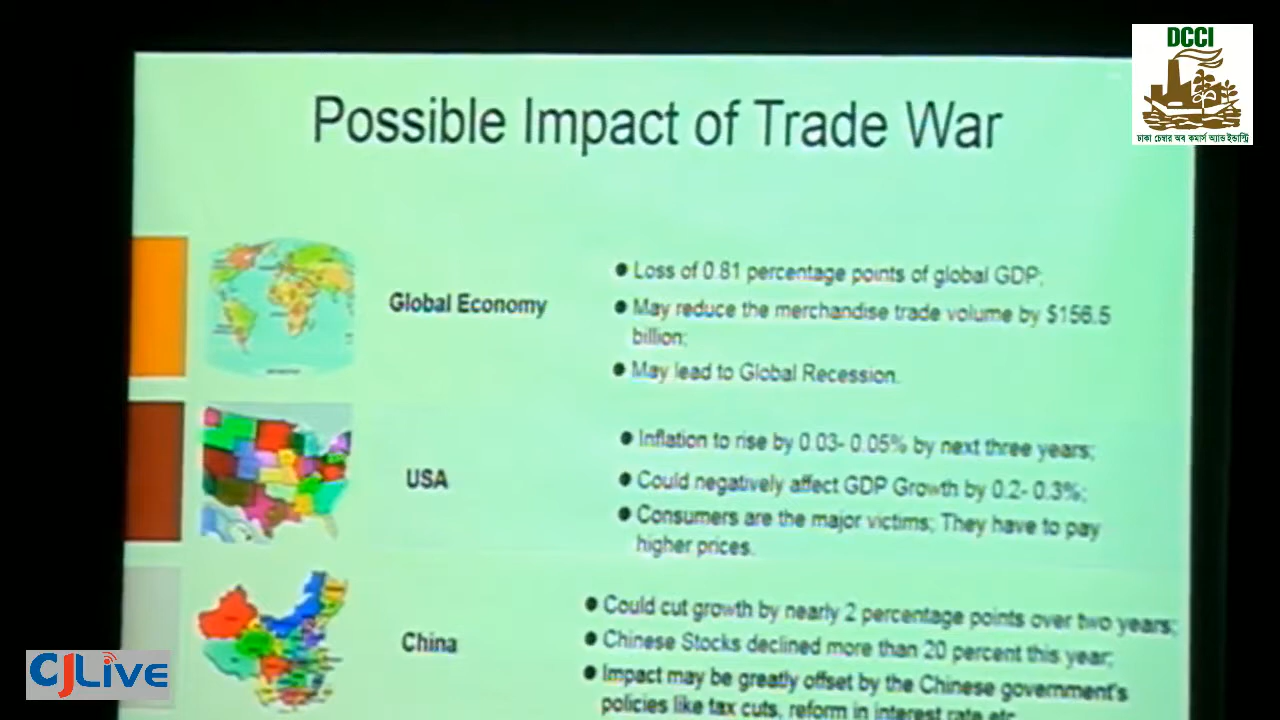 DCCI
ঢাকা চেম্বার অব কমার্স অ্যান্ড ইন্ডাস্ট্রি
Possible Impact of Trade War
Global Economy
Loss of 0.81 percentage points of global GDP;
May reduce the merchandise trade volume by $156.5
billion;
May lead to Global Recession.
USA
Inflation to rise by 0.03- 0.05% by next three years;
Could negatively affect GDP Growth by 0.2- 0.3%;
Consumers are the major victims; They have to pay
higher prices.
China
Could cut growth by nearly 2 percentage points over two years;
Chinese Stocks declined more than 20 percent this year;
Impact may be greatly offset by the Chinese government's
policies like tax cuts, reform in interest rate etc
CJLive